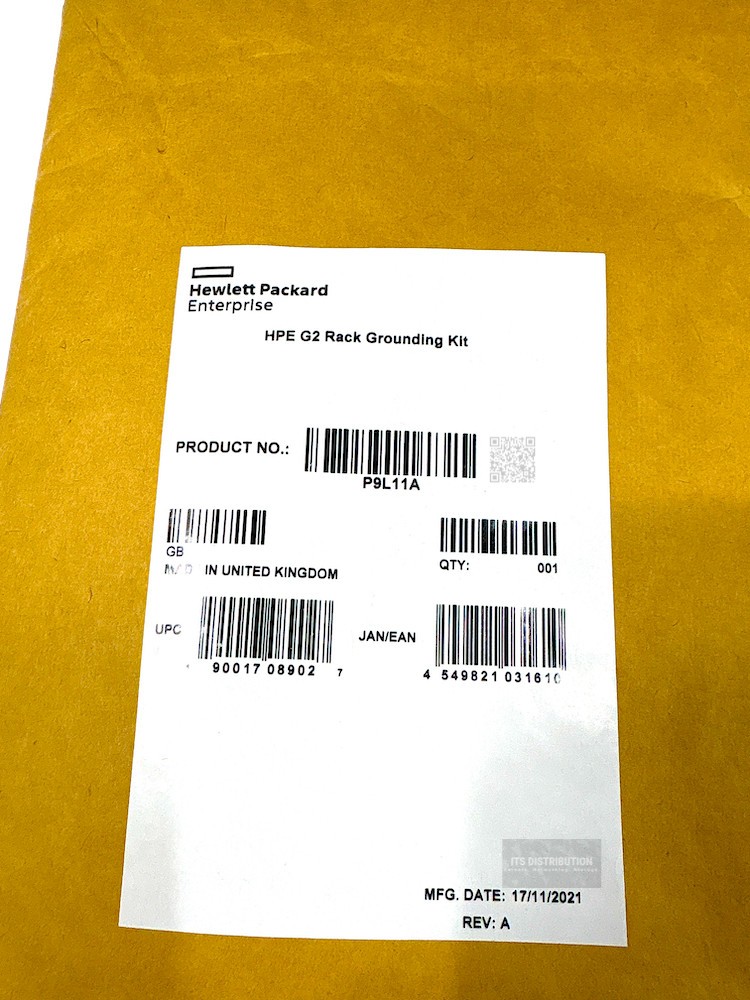 Hewlett Packard
Enterprise
HPE G2 Rack Grounding Kit
PRODUCT NO.:
P9L11A
GB
IN UNITED KINGDOM
QTY: 001
UPC
90017 08902 7
JAN/EAN
4 549821 031610
ITS DISTRIBUTION
MFG. DATE: 17/11/2021
REV: A